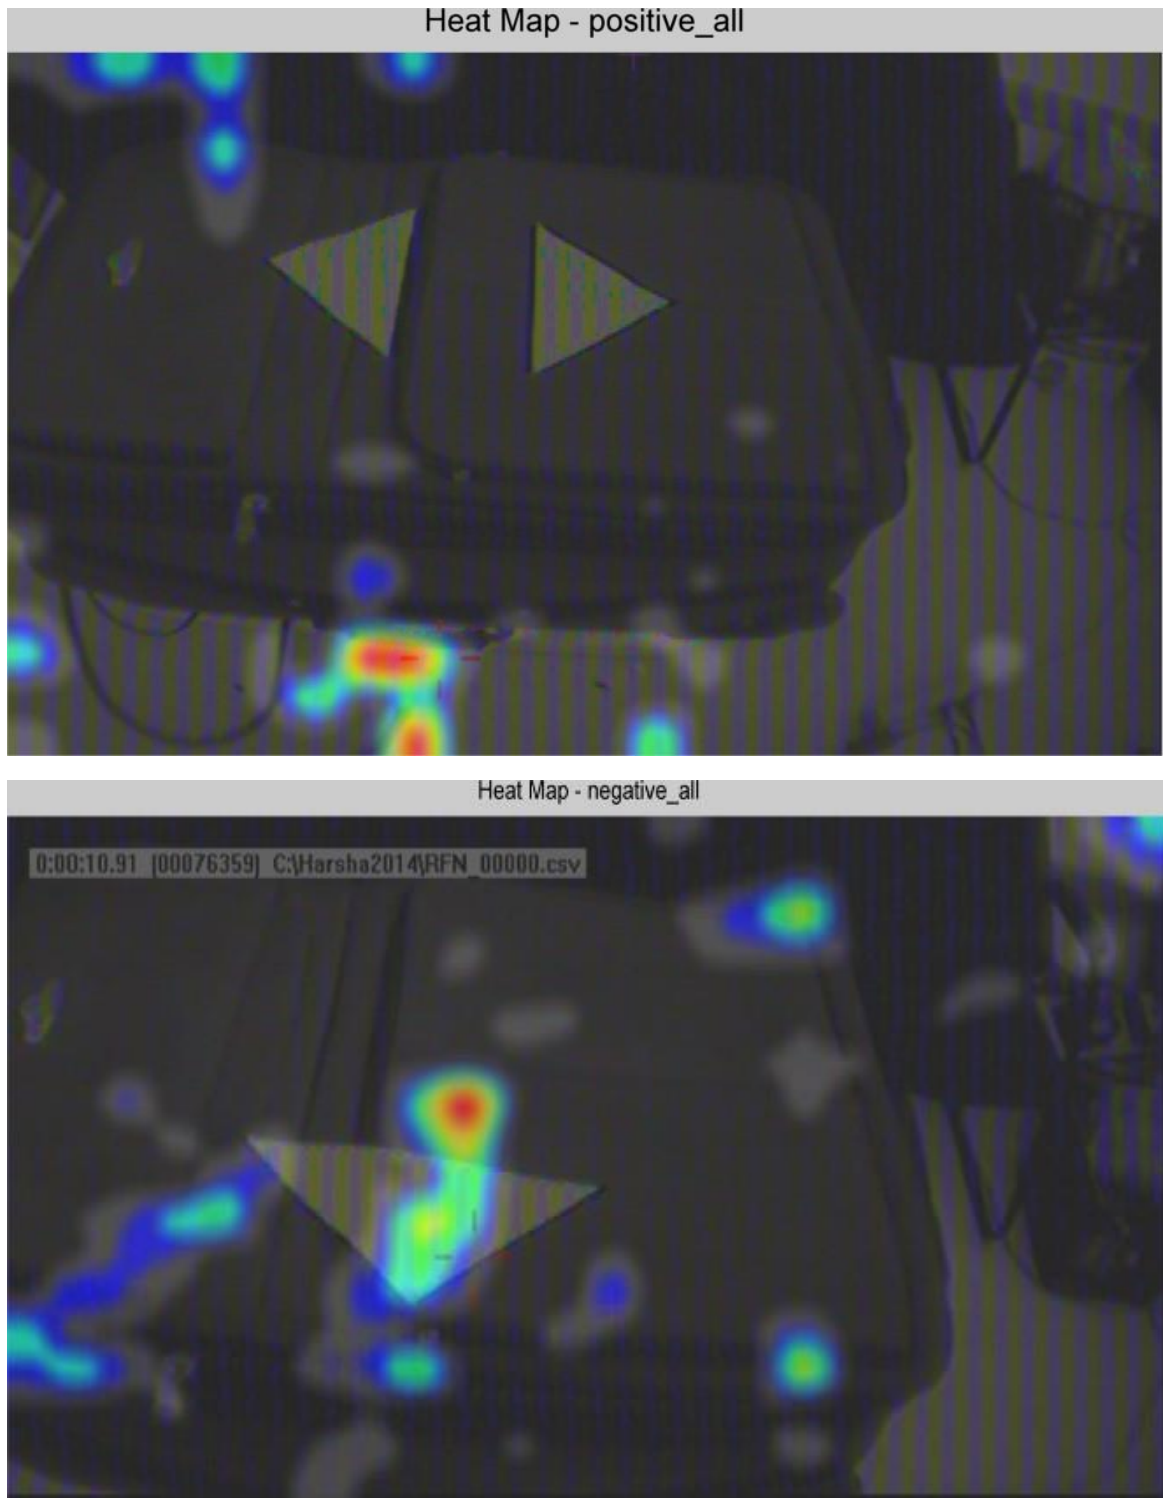 Heat Map - positive_all
Heat Map - negative_all
0:00:10.91 (00076359) C:\Harsha2014\RFN_00000.csv